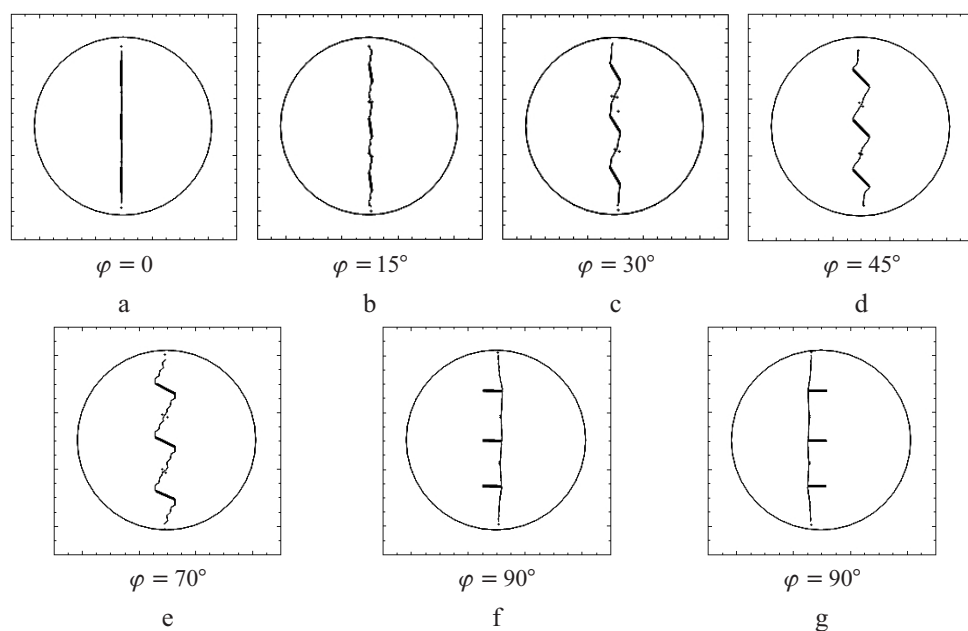 φ = 0 φ = 15° φ = 30° φ = 45°
a b c d
φ = 70° φ = 90° φ = 90°
e f g